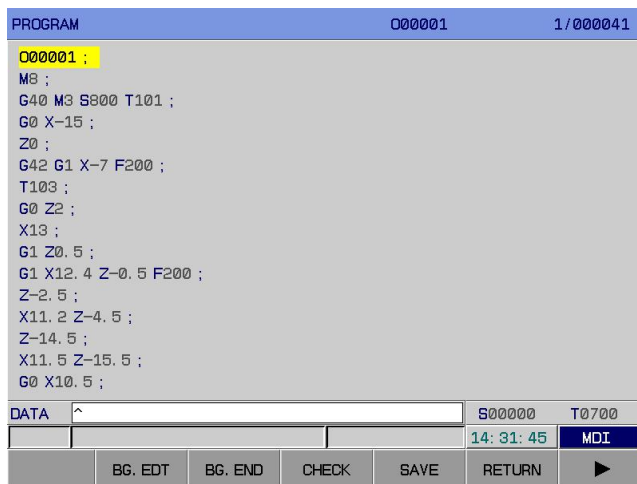 PROGRAM O00001 1/000041
O00001 ;
M8 ;
G40 M3 S800 T101 ;
G0 X-15 ;
Z0 ;
G42 G1 X-7 F200 ;
T103 ;
G0 Z2 ;
X13 ;
G1 Z0.5 ;
G1 X12.4 Z-0.5 F200 ;
Z-2.5 ;
X11.2 Z-4.5 ;
Z-14.5 ;
X11.5 Z-15.5 ;
G0 X10.5 ;
DATA ^ S00000 T0700
14:31:45 MDI
BG. EDT BG. END CHECK SAVE RETURN ▶